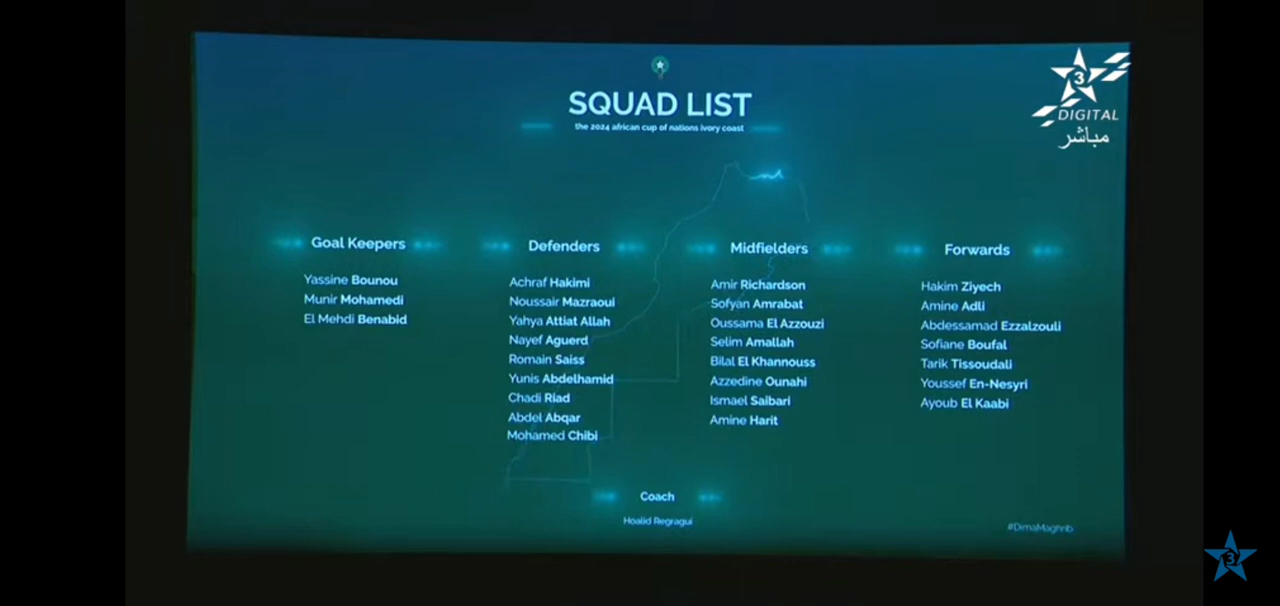 SQUAD LIST
the 2024 african cup of nations ivory coast
3
DIGITAL
مباشر
Goal Keepers
Yassine Bounou
Munir Mohamedi
El Mehdi Benabid
Defenders
Achraf Hakimi
Noussair Mazraoui
Yahya Attiat Allah
Nayef Aguerd
Romain Saiss
Yunis Abdelhamid
Chadi Riad
Abdel Abqar
Mohamed Chibi
Midfielders
Amir Richardson
Sofyan Amrabat
Oussama El Azzouzi
Selim Amallah
Bilal El Khannouss
Azzedine Ounahi
Ismael Saibari
Amine Harit
Forwards
Hakim Ziyech
Amine Adli
Abdessamad Ezzalzouli
Sofiane Boufal
Tarik Tissoudali
Youssef En-Nesyri
Ayoub El Kaabi
Coach
Hoalid Regragui
#DimaMaghrib
3